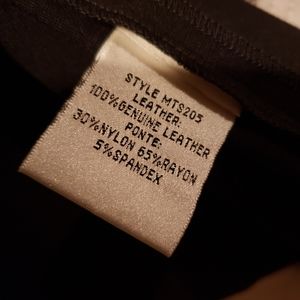 STYLE MTS205
LEATHER:
100%GENUINE LEATHER
PONTE:
30%NYLON 65%RAYON
5%SPANDEX